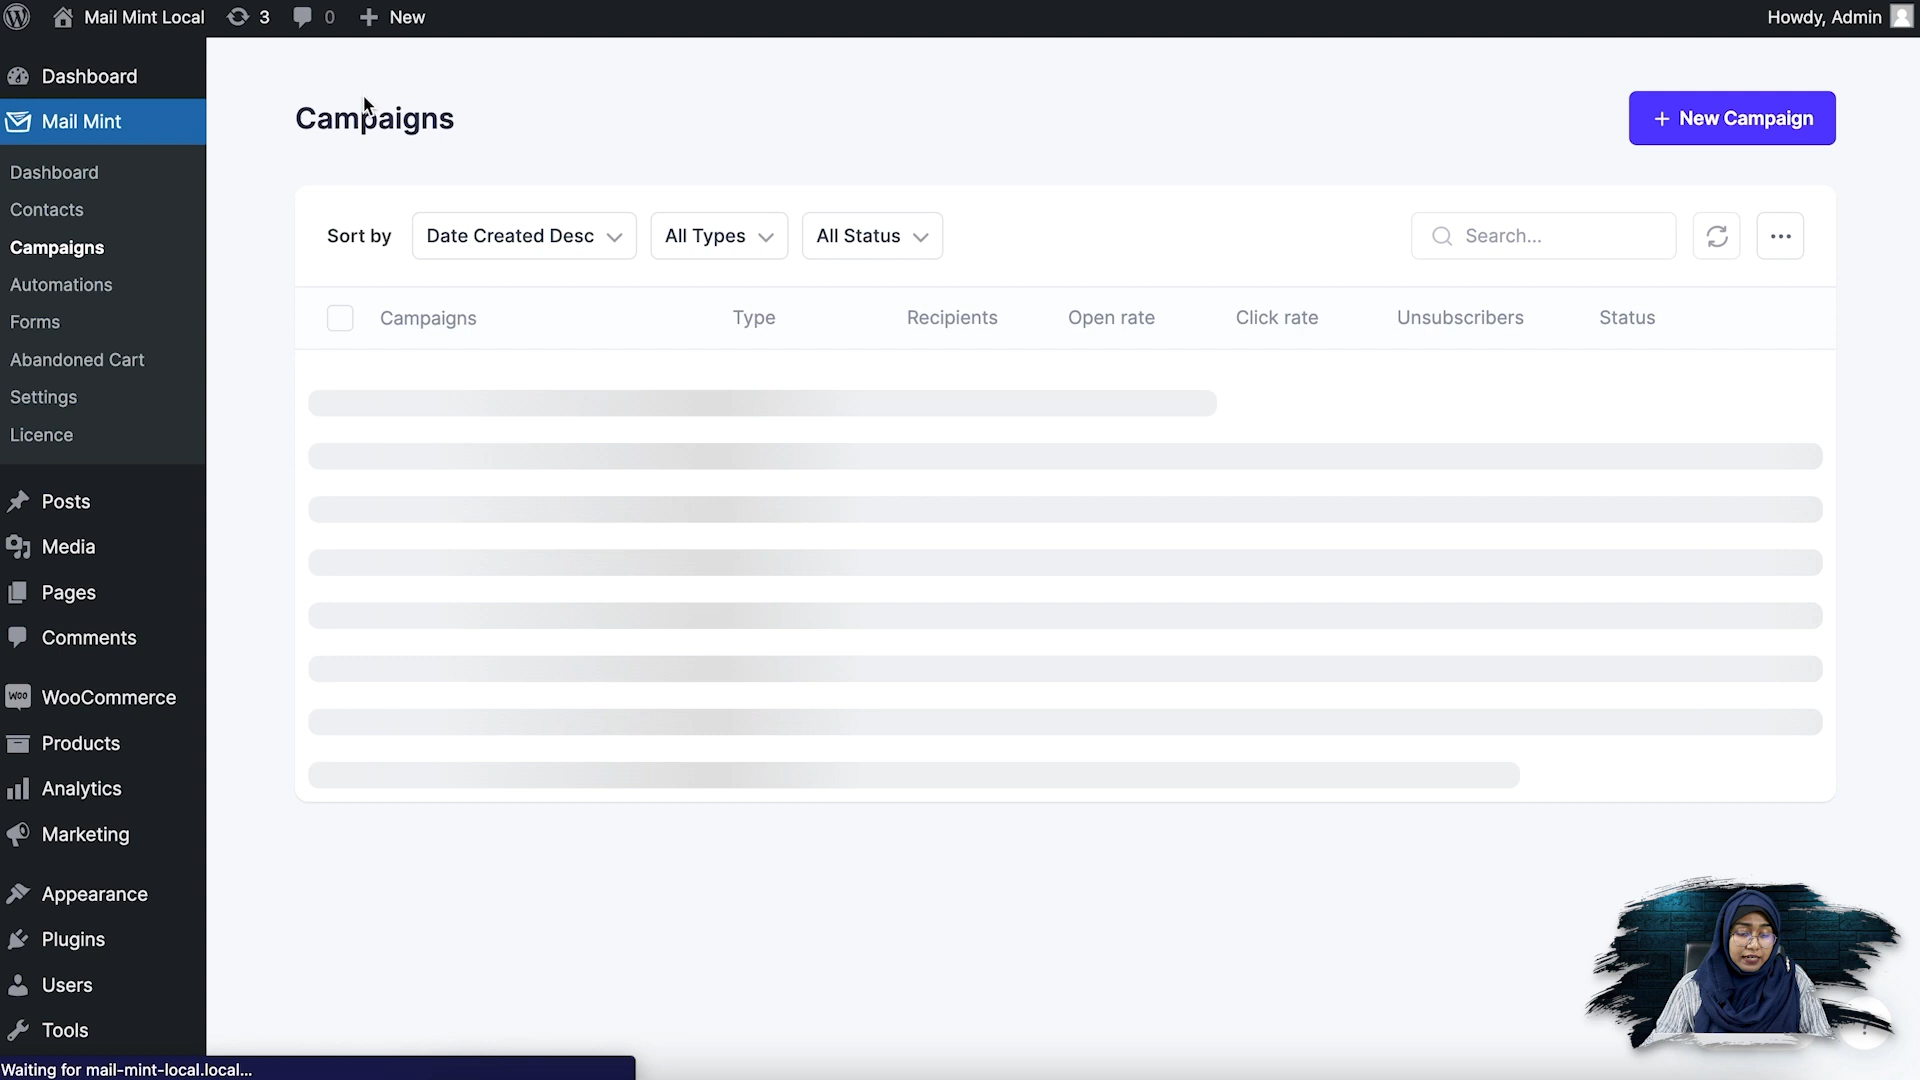 Mail Mint Local
3
0
New
Howdy, Admin
Dashboard
Mail Mint
Dashboard
Contacts
Campaigns
Automations
Forms
Abandoned Cart
Settings
Licence
Posts
Media
Pages
Comments
Woo WooCommerce
Products
Analytics
Marketing
Appearance
Plugins
Users
Tools
Waiting for mail-mint-local.local...
Campaigns
+ New Campaign
Sort by Date Created Desc All Types All Status Search...
Campaigns Type Recipients Open rate Click rate Unsubscribers Status